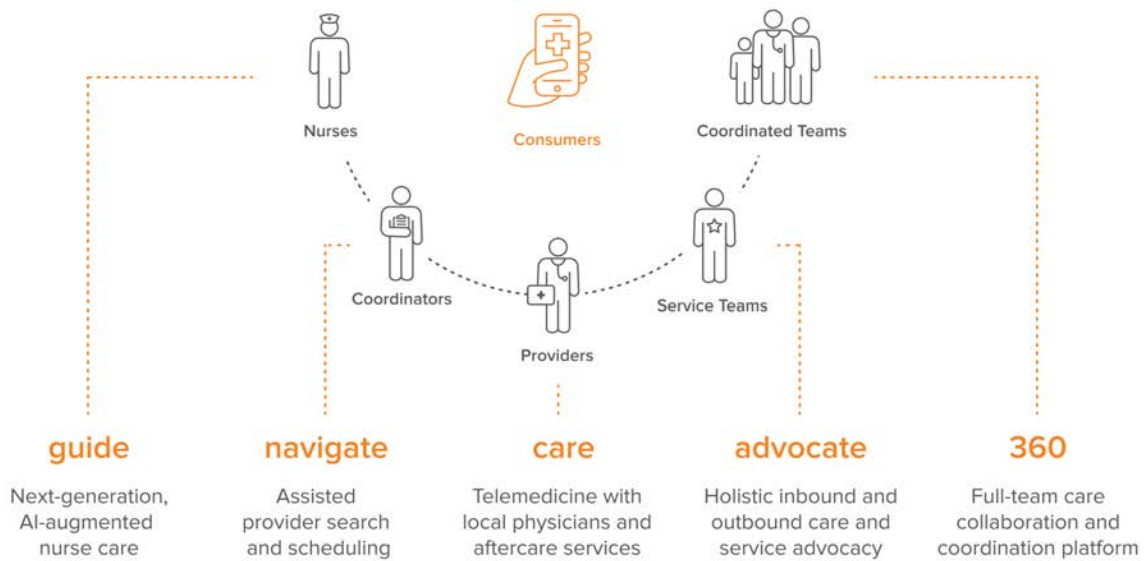 Nurses
Consumers
Coordinated Teams
Coordinators
Service Teams
Providers
guide
Next-generation,
AI-augmented
nurse care
navigate
Assisted
provider search
and scheduling
care
Telemedicine with
local physicians and
aftercare services
advocate
Holistic inbound and
outbound care and
service advocacy
360
Full-team care
collaboration and
coordination platform